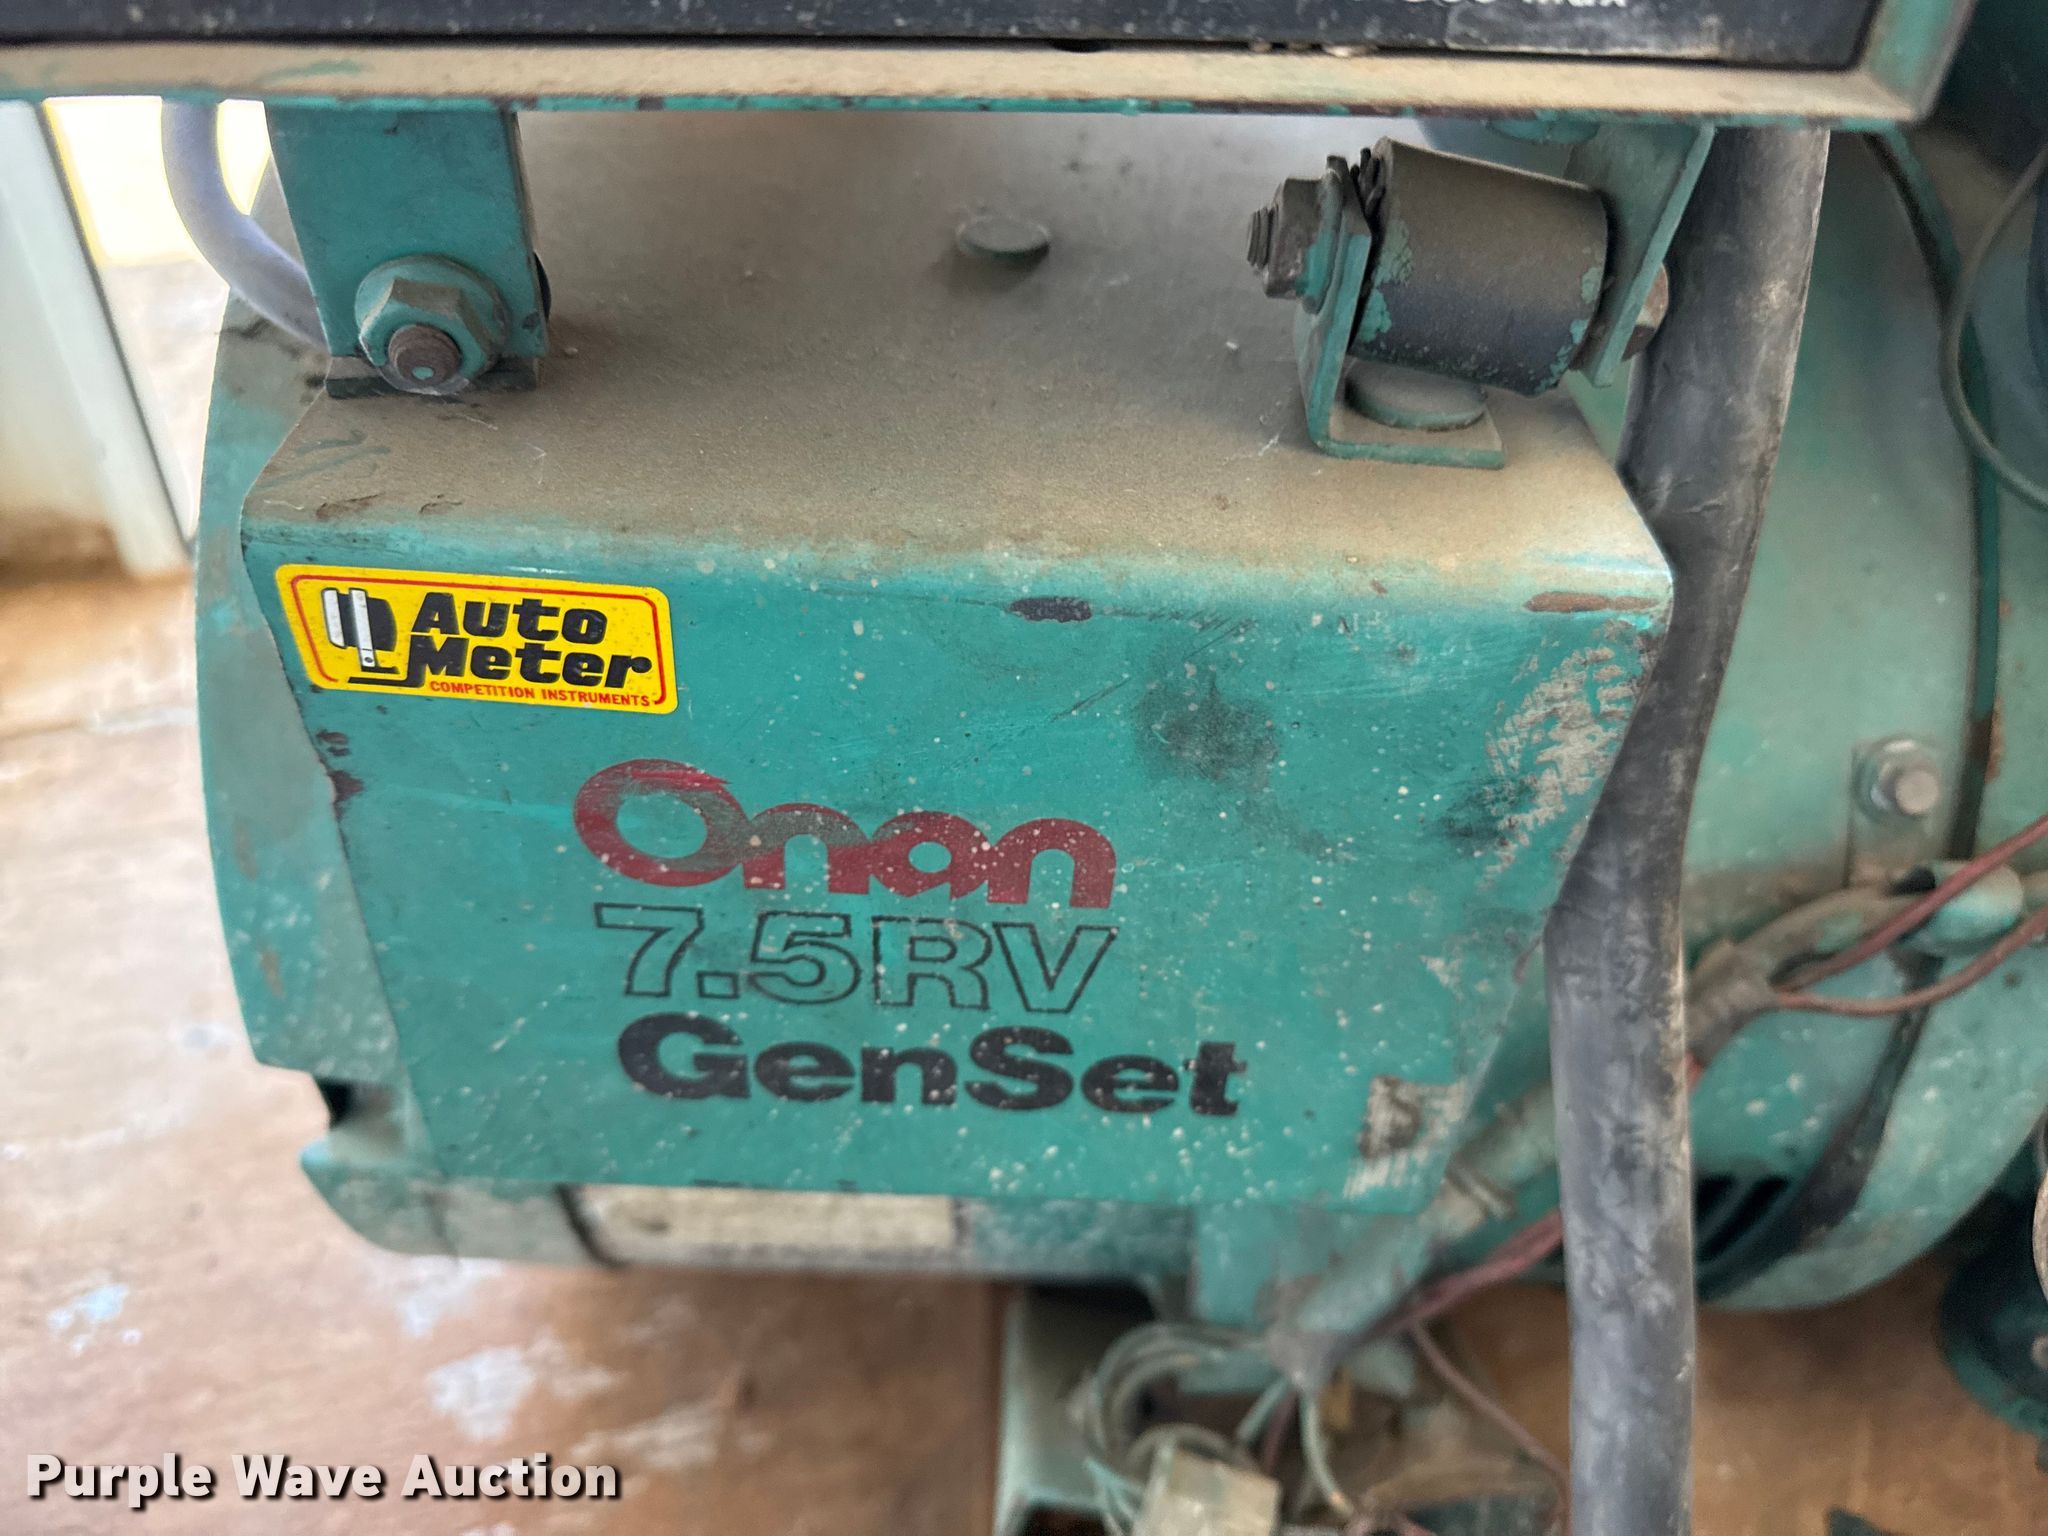 Auto
Meter
COMPETITION INSTRUMENTS
Onan
7.5RV
GenSet
Purple Wave Auction